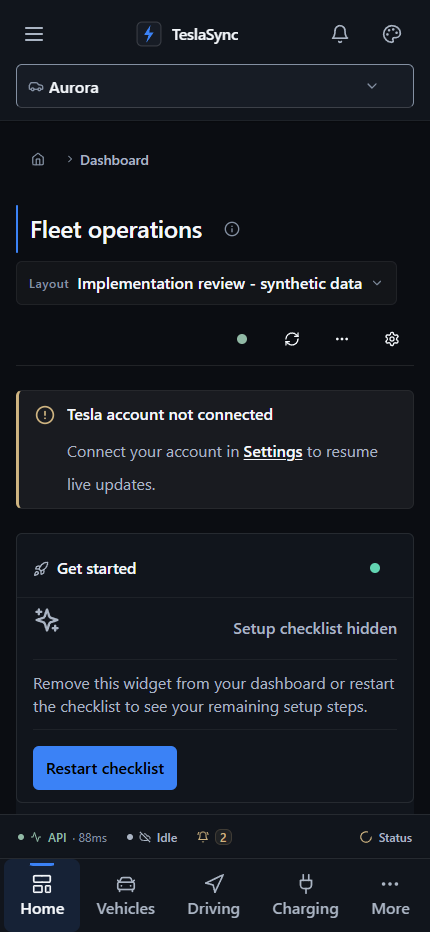 TeslaSync
Aurora
Dashboard
Fleet operations
Layout Implementation review - synthetic data
Tesla account not connected
Connect your account in Settings to resume
live updates.
Get started
Setup checklist hidden
Remove this widget from your dashboard or restart
the checklist to see your remaining setup steps.
Restart checklist
API · 88ms Idle 2 Status
Home Vehicles Driving Charging More